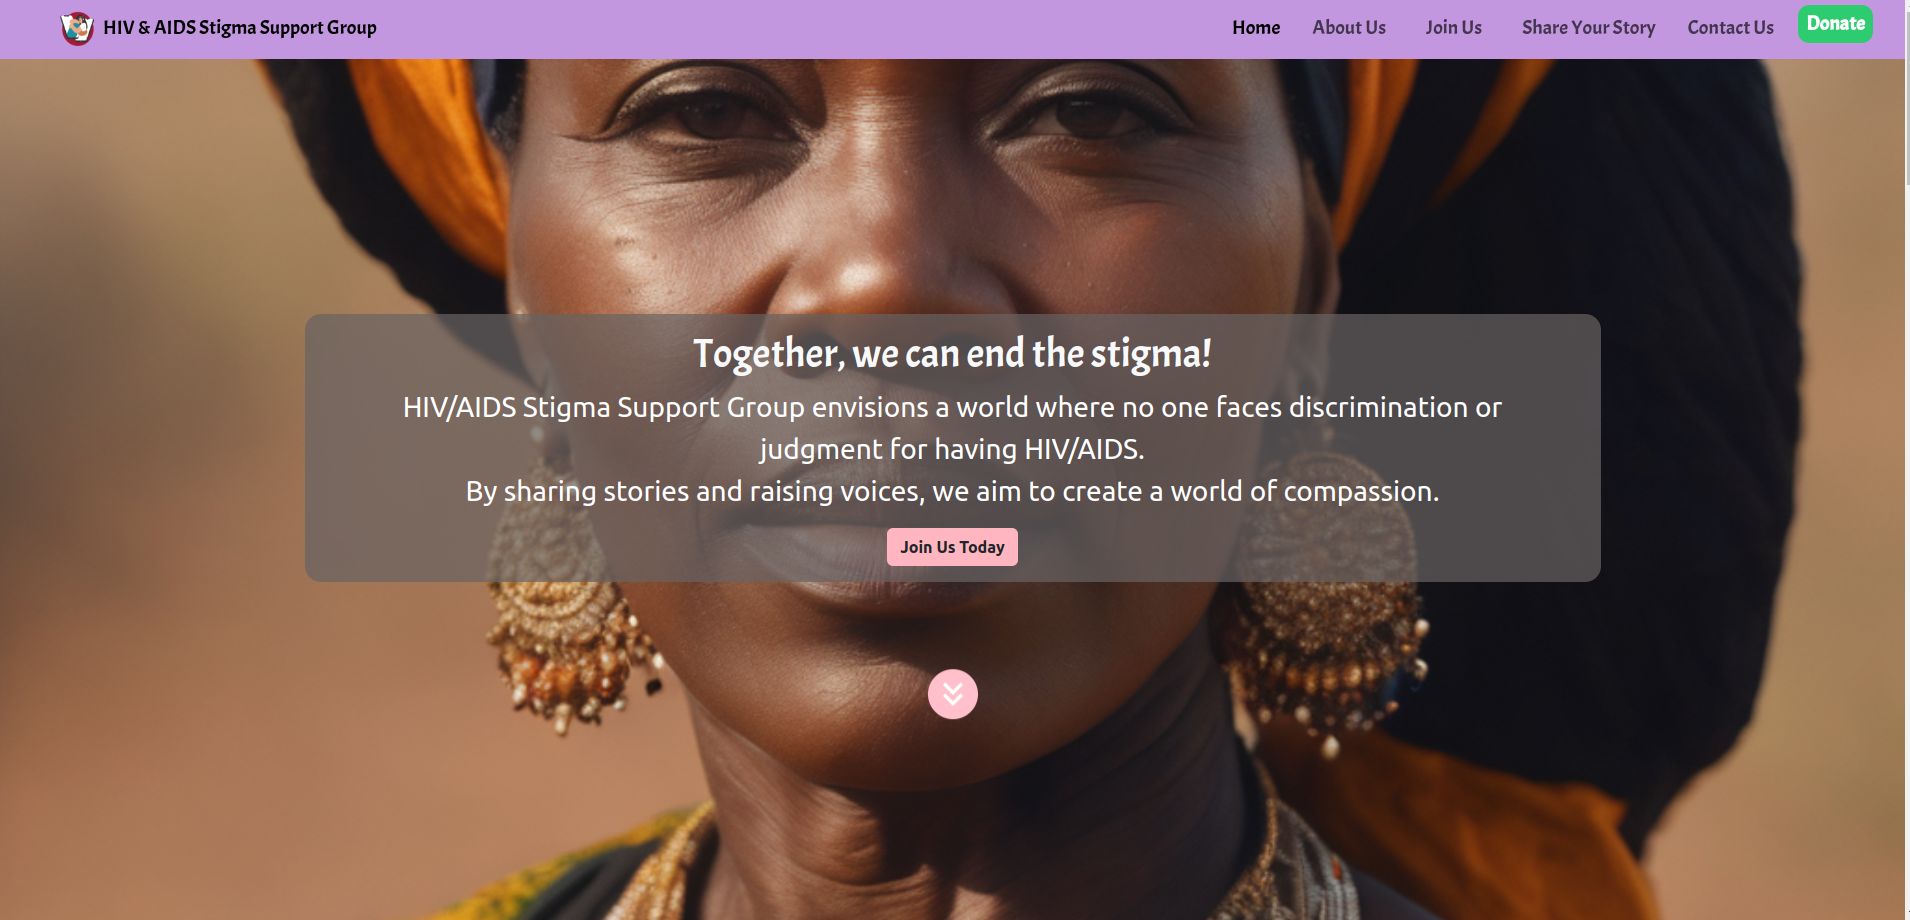 HIV & AIDS Stigma Support Group
Home
About Us
Join Us
Share Your Story
Contact Us
Donate
Together, we can end the stigma!
HIV/AIDS Stigma Support Group envisions a world where no one faces discrimination or
judgment for having HIV/AIDS.
By sharing stories and raising voices, we aim to create a world of compassion.
Join Us Today